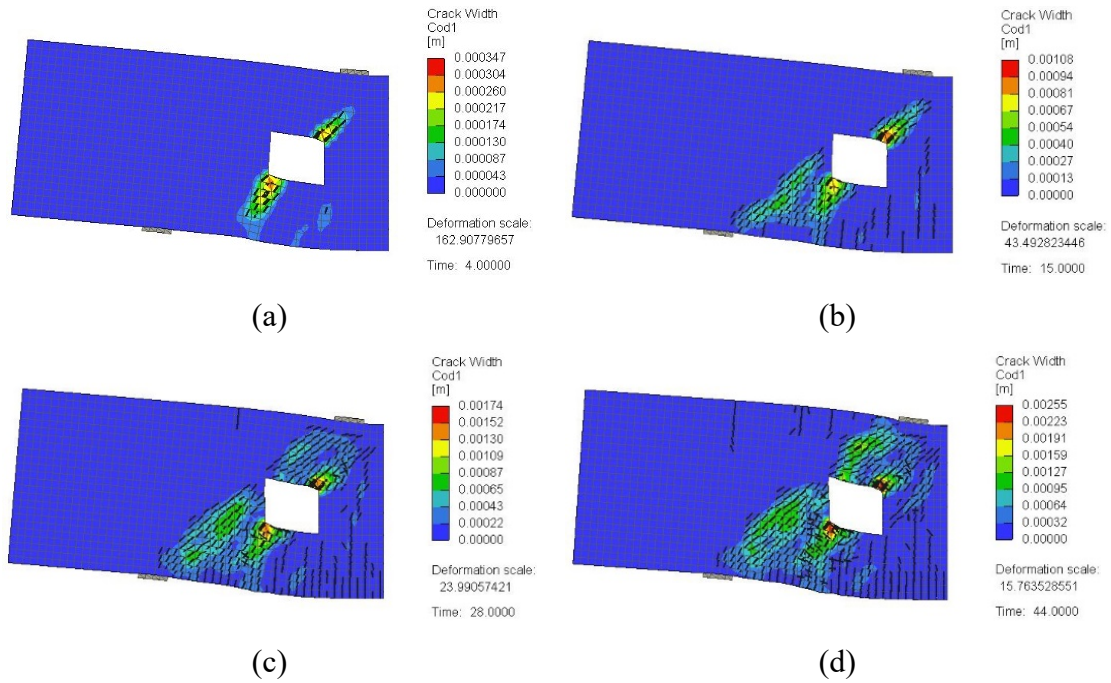 Crack Width
Cod1
[m]
0.000347
0.000304
0.000260
0.000217
0.000174
0.000130
0.000087
0.000043
0.000000
Deformation scale:
162.90779657
Time: 4.00000
(a)
Crack Width
Cod1
[m]
0.00108
0.00094
0.00081
0.00067
0.00054
0.00040
0.00027
0.00013
0.00000
Deformation scale:
43.492823446
Time: 15.0000
(b)
Crack Width
Cod1
[m]
0.00174
0.00152
0.00130
0.00109
0.00087
0.00065
0.00043
0.00022
0.00000
Deformation scale:
23.99057421
Time: 28.0000
(c)
Crack Width
Cod1
[m]
0.00255
0.00223
0.00191
0.00159
0.00127
0.00095
0.00064
0.00032
0.00000
Deformation scale:
15.763528551
Time: 44.0000
(d)